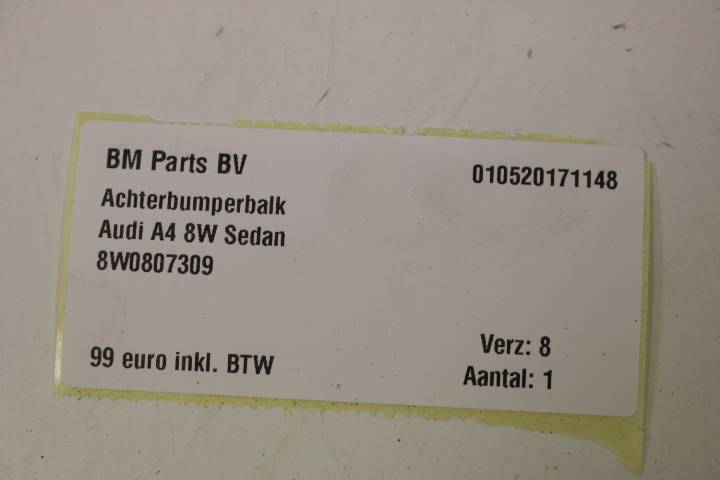 BM Parts BV
010520171148
Achterbumperbalk
Audi A4 8W Sedan
8W0807309
99 euro inkl. BTW
Verz: 8
Aantal: 1